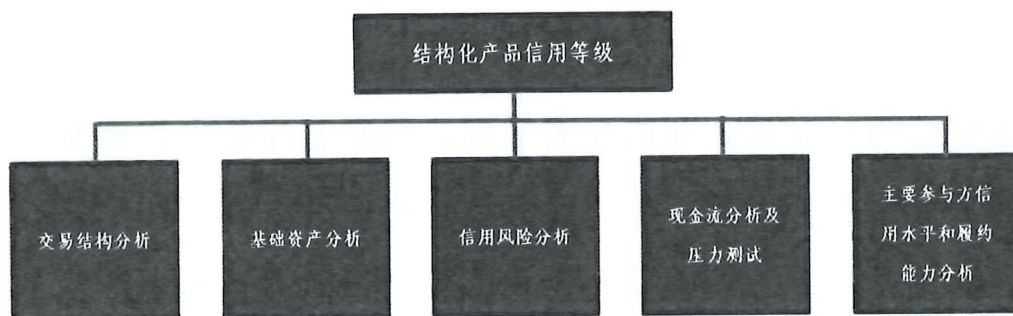 结构化产品信用等级
交易结构分析
基础资产分析
信用风险分析
现金流分析及
压力测试
主要参与方信
用水平和履约
能力分析